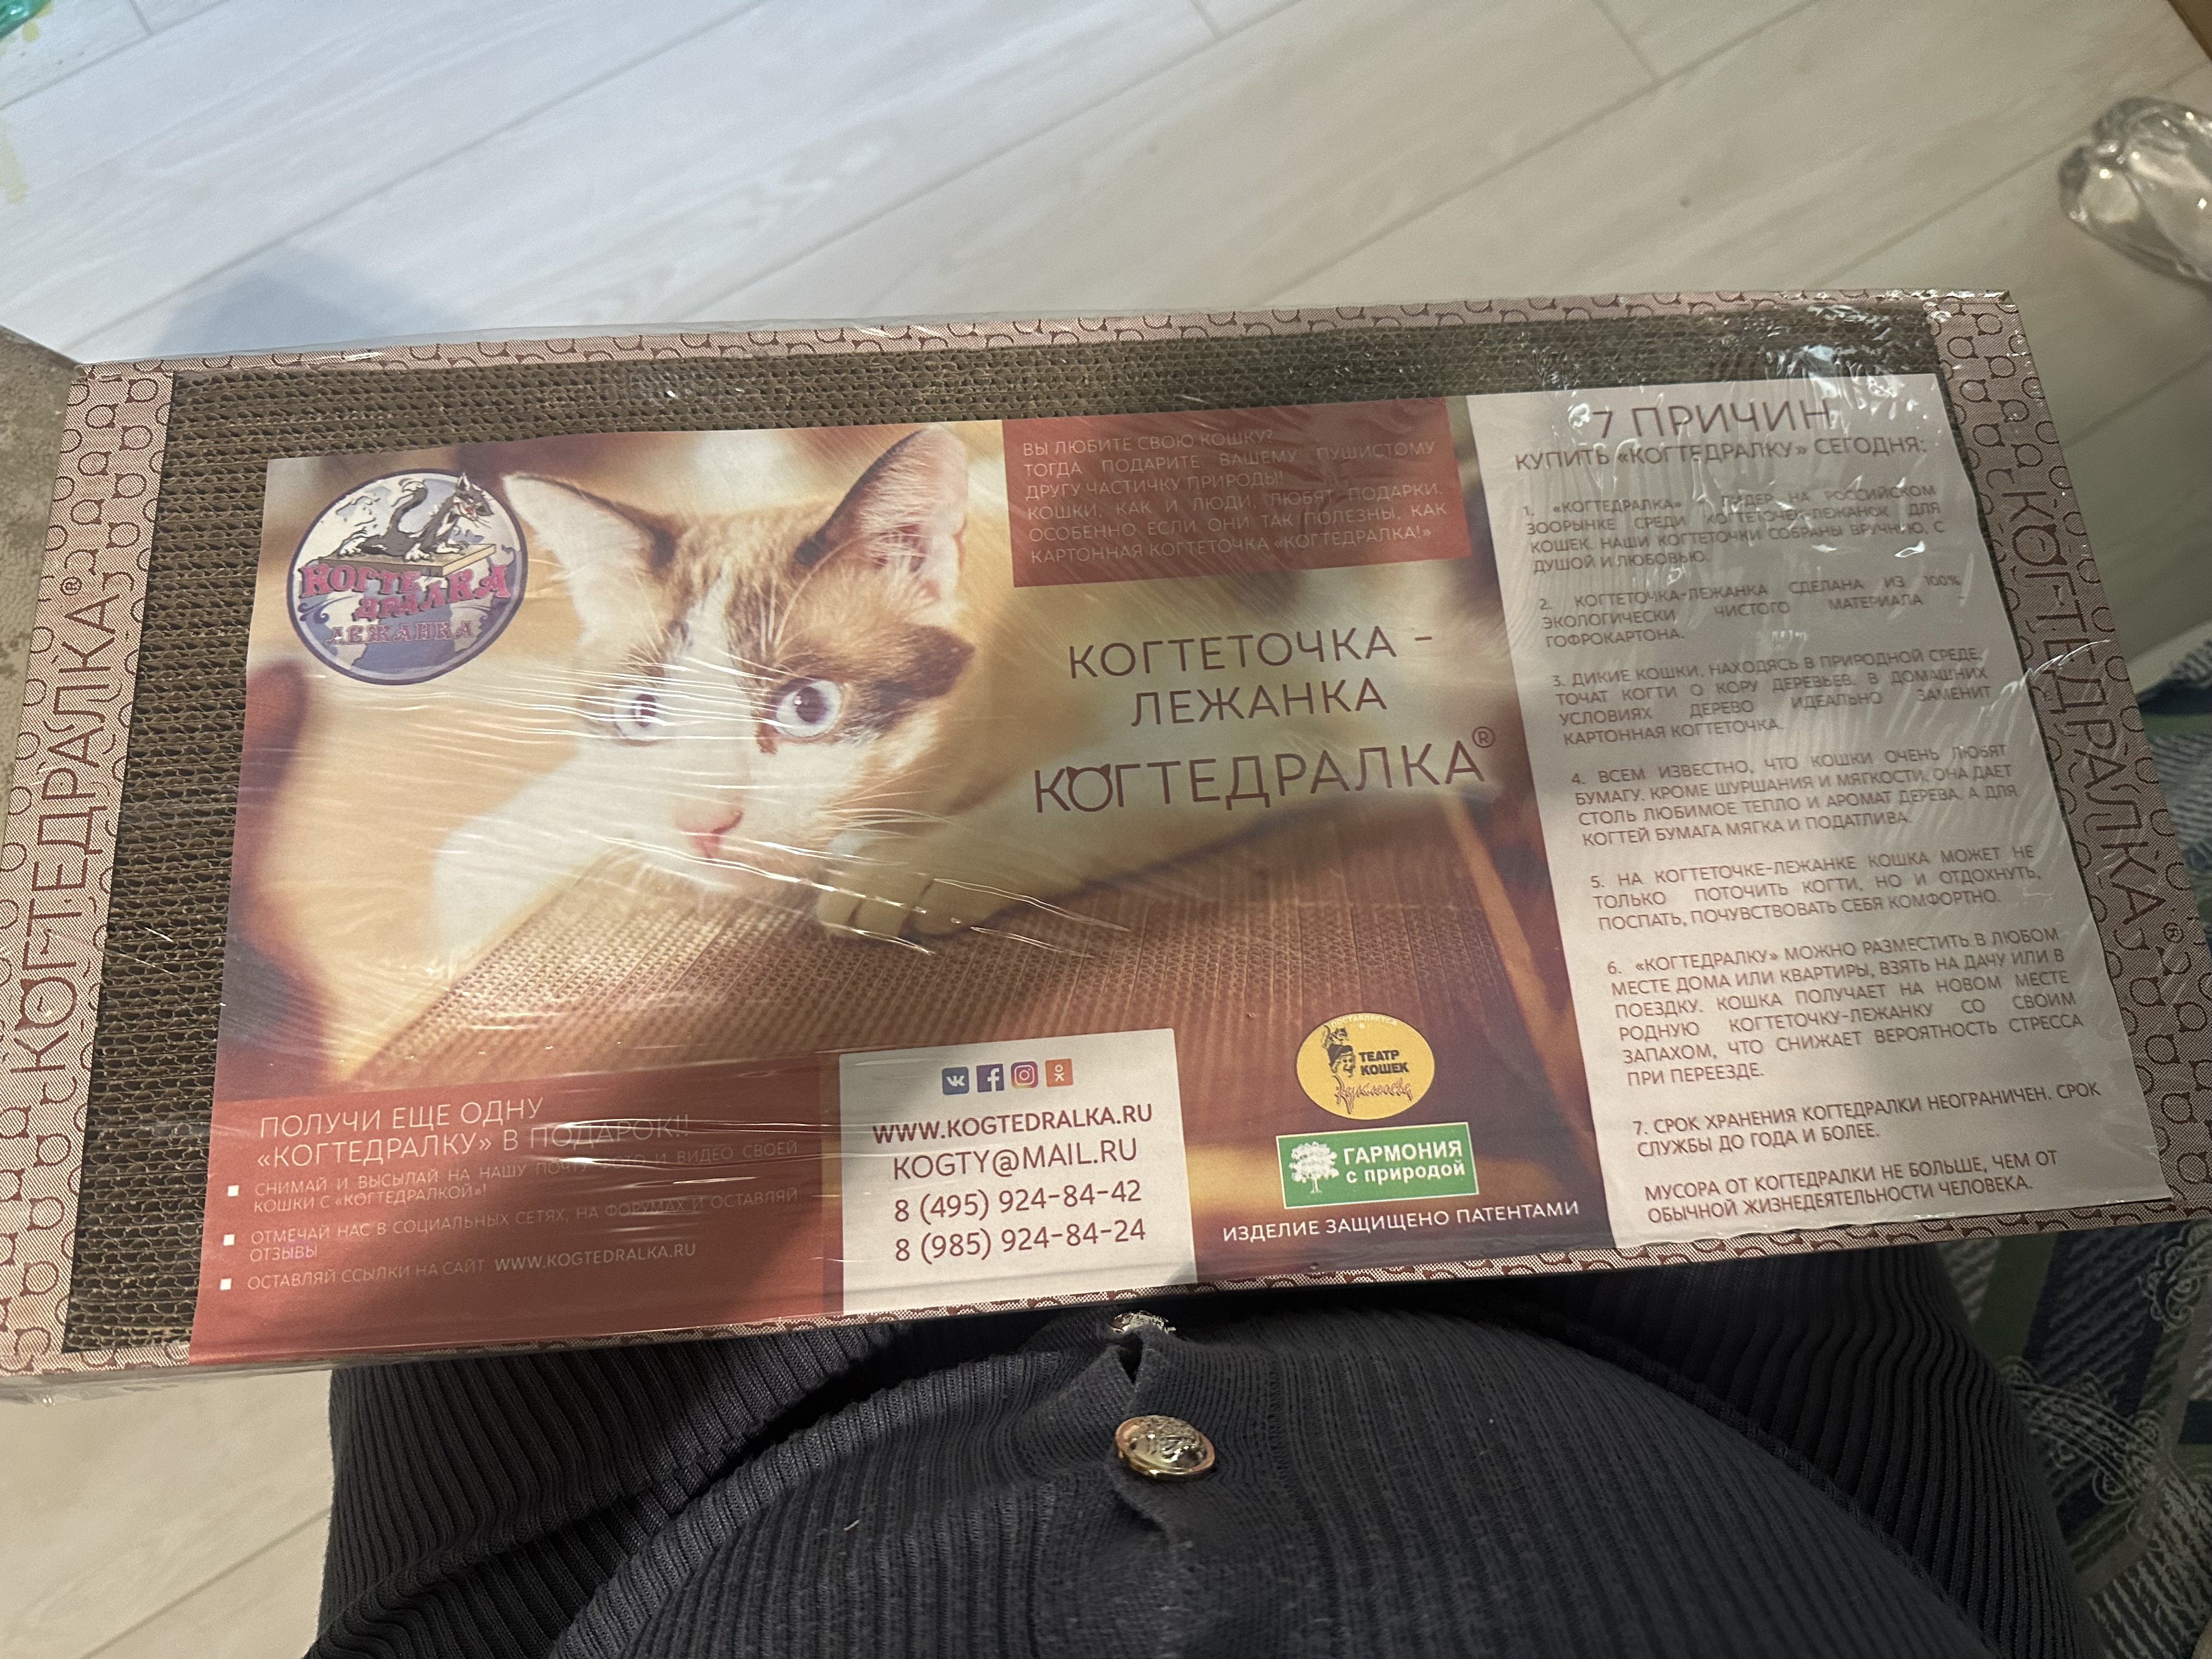 КОГТЕДРАЛКА®
КОГТЕ
ДРАЛКА
ЛЕЖАНКА
ВЫ ЛЮБИТЕ СВОЮ КОШКУ?
ТОГДА ПОДАРИТЕ ВАШЕМУ ПУШИСТОМУ
ДРУГУ ЧАСТИЧКУ ПРИРОДЫ!
КОШКИ, КАК И ЛЮДИ, ЛЮБЯТ ПОДАРКИ.
ОСОБЕННО ЕСЛИ ОНИ ТАК ПОЛЕЗНЫ, КАК
КАРТОННАЯ КОГТЕТОЧКА «КОГТЕДРАЛКА!»
КОГТЕТОЧКА -
ЛЕЖАНКА
КОГТЕДРАЛКА®
ПОЛУЧИ ЕЩЕ ОДНУ
«КОГТЕДРАЛКУ» В ПОДАРОК!!
СНИМАЙ И ВЫСЫЛАЙ НА НАШУ ПОЧТУ ФОТО И ВИДЕО СВОЕЙ
КОШКИ С «КОГТЕДРАЛКОЙ»!
ОТМЕЧАЙ НАС В СОЦИАЛЬНЫХ СЕТЯХ, НА ФОРУМАХ И ОСТАВЛЯЙ
ОТЗЫВЫ
ОСТАВЛЯЙ ССЫЛКИ НА САЙТ WWW.KOGTEDRALKA.RU
WWW.KOGTEDRALKA.RU
KOGTY@MAIL.RU
8 (495) 924-84-42
8 (985) 924-84-24
ТЕАТР
КОШЕК
ГАРМОНИЯ
с природой
ИЗДЕЛИЕ ЗАЩИЩЕНО ПАТЕНТАМИ
7 ПРИЧИН
КУПИТЬ «КОГТЕДРАЛКУ» СЕГОДНЯ:
1. «КОГТЕДРАЛКА» - ЛИДЕР НА РОССИЙСКОМ
ЗООРЫНКЕ СРЕДИ КОГТЕТОЧЕК-ЛЕЖАНОК ДЛЯ
КОШЕК. НАШИ КОГТЕТОЧКИ СОБРАНЫ ВРУЧНУЮ, С
ДУШОЙ И ЛЮБОВЬЮ.
2. КОГТЕТОЧКА-ЛЕЖАНКА СДЕЛАНА ИЗ 100%
ЭКОЛОГИЧЕСКИ ЧИСТОГО МАТЕРИАЛА -
ГОФРОКАРТОНА.
3. ДИКИЕ КОШКИ, НАХОДЯСЬ В ПРИРОДНОЙ СРЕДЕ,
ТОЧАТ КОГТИ О КОРУ ДЕРЕВЬЕВ. В ДОМАШНИХ
УСЛОВИЯХ ДЕРЕВО ИДЕАЛЬНО ЗАМЕНИТ
КАРТОННАЯ КОГТЕТОЧКА.
4. ВСЕМ ИЗВЕСТНО, ЧТО КОШКИ ОЧЕНЬ ЛЮБЯТ
БУМАГУ. КРОМЕ ШУРШАНИЯ И МЯГКОСТИ, ОНА ДАЕТ
СТОЛЬ ЛЮБИМОЕ ТЕПЛО И АРОМАТ ДЕРЕВА. А ДЛЯ
КОГТЕЙ БУМАГА МЯГКА И ПОДАТЛИВА.
5. НА КОГТЕТОЧКЕ-ЛЕЖАНКЕ КОШКА МОЖЕТ НЕ
ТОЛЬКО ПОТОЧИТЬ КОГТИ, НО И ОТДОХНУТЬ,
ПОСПАТЬ, ПОЧУВСТВОВАТЬ СЕБЯ КОМФОРТНО.
6. «КОГТЕДРАЛКУ» МОЖНО РАЗМЕСТИТЬ В ЛЮБОМ
МЕСТЕ ДОМА ИЛИ КВАРТИРЫ, ВЗЯТЬ НА ДАЧУ ИЛИ В
ПОЕЗДКУ. КОШКА ПОЛУЧАЕТ НА НОВОМ МЕСТЕ
РОДНУЮ КОГТЕТОЧКУ-ЛЕЖАНКУ СО СВОИМ
ЗАПАХОМ, ЧТО СНИЖАЕТ ВЕРОЯТНОСТЬ СТРЕССА
ПРИ ПЕРЕЕЗДЕ.
7. СРОК ХРАНЕНИЯ КОГТЕДРАЛКИ НЕОГРАНИЧЕН. СРОК
СЛУЖБЫ ДО ГОДА И БОЛЕЕ.
МУСОРА ОТ КОГТЕДРАЛКИ НЕ БОЛЬШЕ, ЧЕМ ОТ
ОБЫЧНОЙ ЖИЗНЕДЕЯТЕЛЬНОСТИ ЧЕЛОВЕКА.
КОГТЕДРАЛКА®